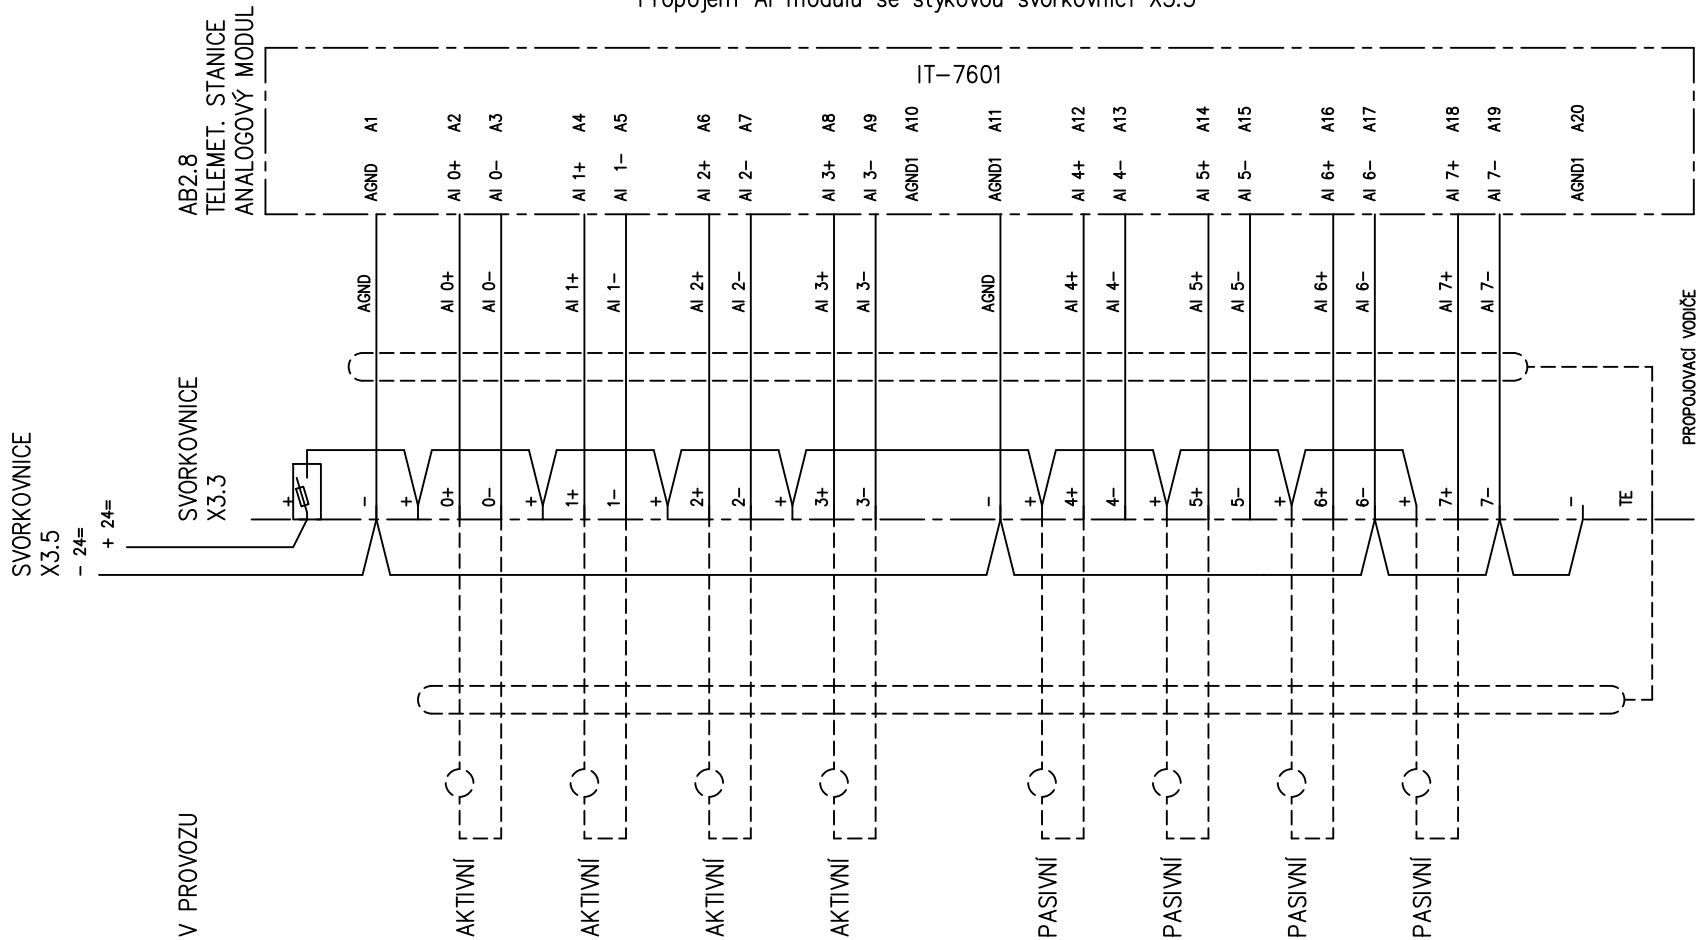 Propojení AI modulu se stykovou svorkovnicí X3.3
AB2.8
TELEMET. STANICE
ANALOGOVÝ MODUL
IT-7601
A1
A2
A3
A4
A5
A6
A7
A8
A9
A10
A11
A12
A13
A14
A15
A16
A17
A18
A19
A20
AGND
AI 0+
AI 0-
AI 1+
AI 1-
AI 2+
AI 2-
AI 3+
AI 3-
AGND1
AGND1
AI 4+
AI 4-
AI 5+
AI 5-
AI 6+
AI 6-
AI 7+
AI 7-
AGND1
AGND
AI 0+
AI 0-
AI 1+
AI 1-
AI 2+
AI 2-
AI 3+
AI 3-
AGND
AI 4+
AI 4-
AI 5+
AI 5-
AI 6+
AI 6-
AI 7+
AI 7-
PROPOJOVACÍ VODIČE
SVORKOVNICE
X3.5
- 24=
+ 24=
SVORKOVNICE
X3.3
+
-
+
0+
0-
+
1+
1-
+
2+
2-
+
3+
3-
-
+
4+
4-
+
5+
5-
+
6+
6-
+
7+
7-
-
TE
V PROVOZU
AKTIVNÍ
AKTIVNÍ
AKTIVNÍ
AKTIVNÍ
PASIVNÍ
PASIVNÍ
PASIVNÍ
PASIVNÍ